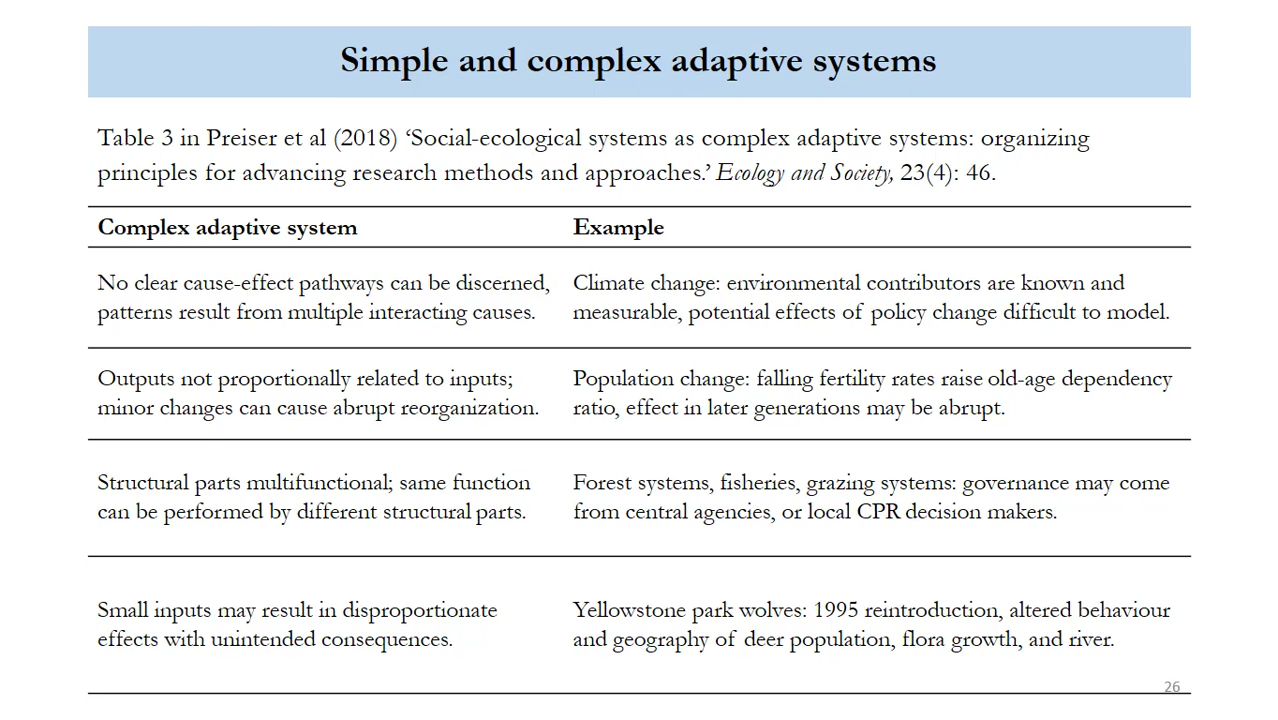 Simple and complex adaptive systems
Table 3 in Preiser et al (2018) ‘Social-ecological systems as complex adaptive systems: organizing
principles for advancing research methods and approaches.’ Ecology and Society, 23(4): 46.
Complex adaptive system
Example
No clear cause-effect pathways can be discerned,
patterns result from multiple interacting causes.
Climate change: environmental contributors are known and
measurable, potential effects of policy change difficult to model.
Outputs not proportionally related to inputs;
minor changes can cause abrupt reorganization.
Population change: falling fertility rates raise old-age dependency
ratio, effect in later generations may be abrupt.
Structural parts multifunctional; same function
can be performed by different structural parts.
Forest systems, fisheries, grazing systems: governance may come
from central agencies, or local CPR decision makers.
Small inputs may result in disproportionate
effects with unintended consequences.
Yellowstone park wolves: 1995 reintroduction, altered behaviour
and geography of deer population, flora growth, and river.
26